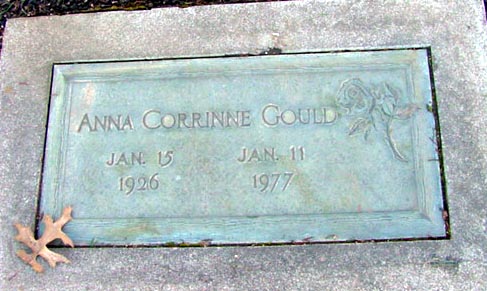 ANNA CORRINNE GOULD
JAN. 15 JAN. 11
1926 1977